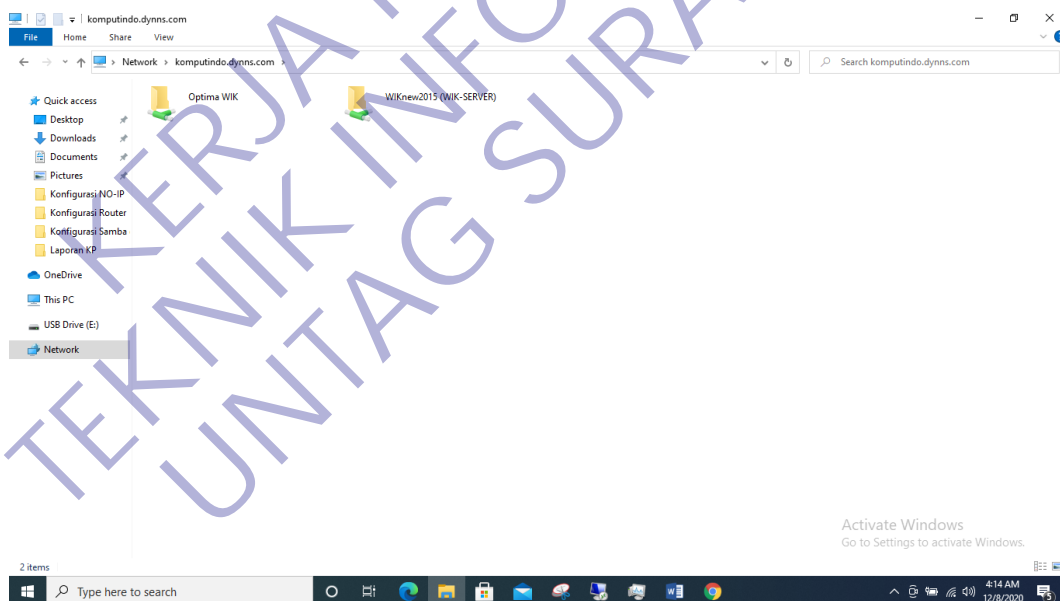 komputindo.dynns.com
File Home Share View
Network > komputindo.dynns.com >
Search komputindo.dynns.com
Quick access
Desktop
Downloads
Documents
Pictures
Konfigurasi NO-IP
Konfigurasi Router
Konfigurasi Samba
Laporan KP
OneDrive
This PC
USB Drive (E:)
Network
Optima WIK
WIKnew2015 (WIK-SERVER)
KERJA
TEKNIK INFO
UNTAG SURA
Activate Windows
Go to Settings to activate Windows.
2 items
Type here to search
4:14 AM
12/8/2020
5